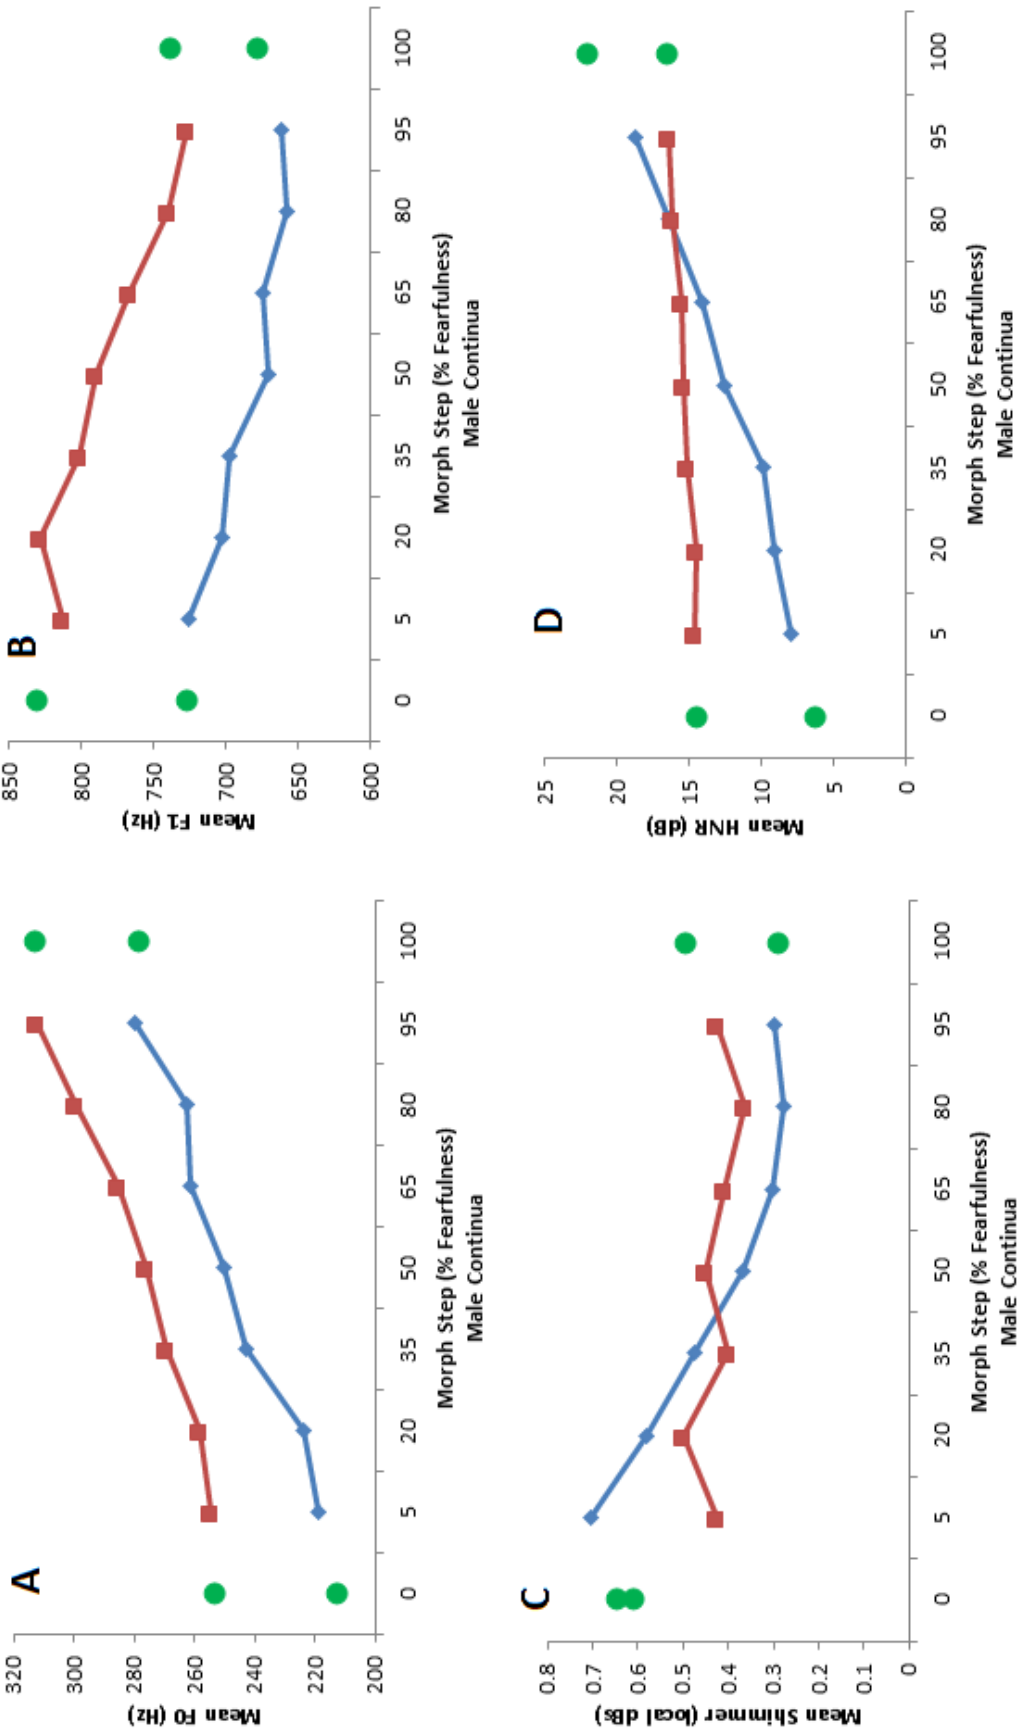 A
320
300
280
260
240
220
200
Mean F0 (Hz)
0 5 20 35 50 65 80 95 100
Morph Step (% Fearfulness)
Male Continua
B
850
800
750
700
650
600
Mean F1 (Hz)
0 5 20 35 50 65 80 95 100
Morph Step (% Fearfulness)
Male Continua
C
0.8
0.7
0.6
0.5
0.4
0.3
0.2
0.1
0
Mean Shimmer (local dBs)
0 5 20 35 50 65 80 95 100
Morph Step (% Fearfulness)
Male Continua
D
25
20
15
10
5
0
Mean HNR (dB)
0 5 20 35 50 65 80 95 100
Morph Step (% Fearfulness)
Male Continua